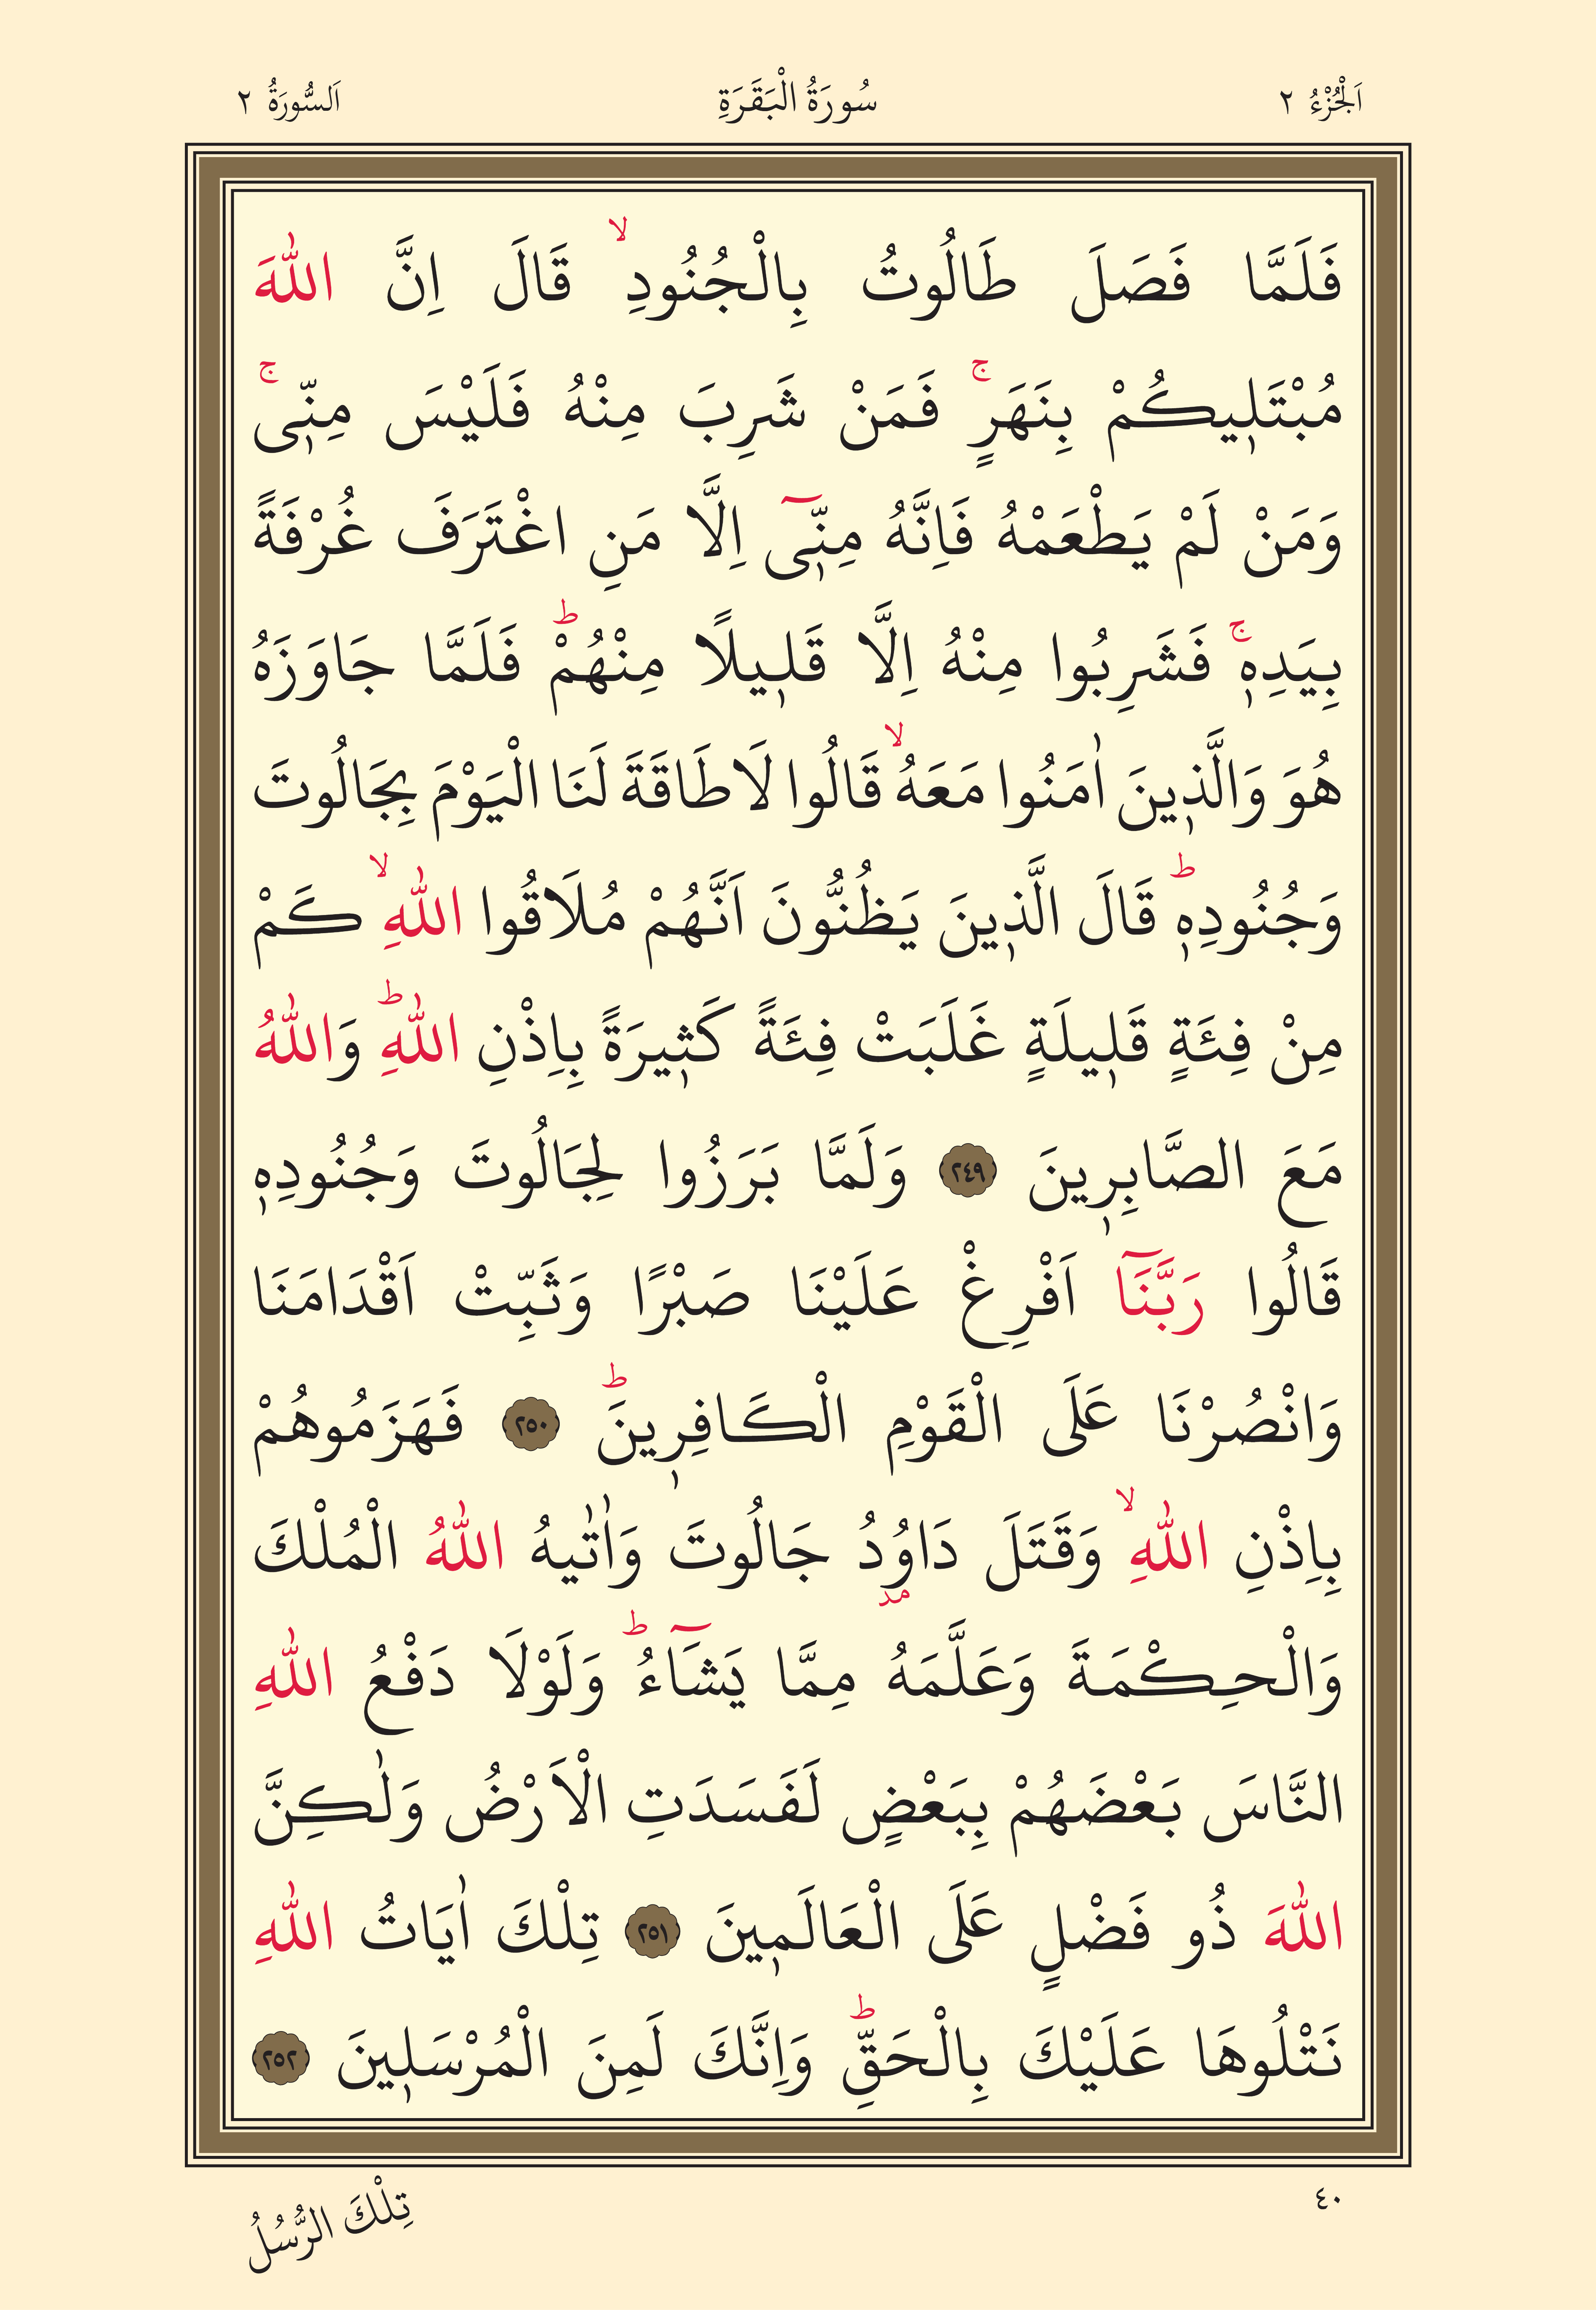 اَلْجُزْءُ ٢ سُورَةُ الْبَقَرَةِ اَلسُّورَةُ ٢
فَلَمَّا فَصَلَ طَالُوتُ بِالْجُنُودِۙ قَالَ اِنَّ اللّٰهَ
مُبْتَلٖيكُمْ بِنَهَرٍۚ فَمَنْ شَرِبَ مِنْهُ فَلَيْسَ مِنّٖىۚ
وَمَنْ لَمْ يَطْعَمْهُ فَاِنَّهُ مِنّٖٓى اِلَّا مَنِ اغْتَرَفَ غُرْفَةً
بِيَدِهٖۚ فَشَرِبُوا مِنْهُ اِلَّا قَلٖيلًا مِنْهُمْؕ فَلَمَّا جَاوَزَهُ
هُوَ وَالَّذٖينَ اٰمَنُوا مَعَهُۙ قَالُوا لَا طَاقَةَ لَنَا الْيَوْمَ بِجَالُوتَ
وَجُنُودِهٖؕ قَالَ الَّذٖينَ يَظُنُّونَ اَنَّهُمْ مُلَاقُوا اللّٰهِۙ كَمْ
مِنْ فِئَةٍ قَلٖيلَةٍ غَلَبَتْ فِئَةً كَثٖيرَةً بِاِذْنِ اللّٰهِؕ وَاللّٰهُ
مَعَ الصَّابِرٖينَ ٢٤٩ وَلَمَّا بَرَزُوا لِجَالُوتَ وَجُنُودِهٖ
قَالُوا رَبَّنَٓا اَفْرِغْ عَلَيْنَا صَبْرًا وَثَبِّتْ اَقْدَامَنَا
وَانْصُرْنَا عَلَى الْقَوْمِ الْكَافِرٖينَؕ ٢٥٠ فَهَزَمُوهُمْ
بِاِذْنِ اللّٰهِۙ وَقَتَلَ دَاوُدُ جَالُوتَ وَاٰتٰيهُ اللّٰهُ الْمُلْكَ
مد
وَالْحِكْمَةَ وَعَلَّمَهُ مِمَّا يَشَٓاءُؕ وَلَوْلَا دَفْعُ اللّٰهِ
النَّاسَ بَعْضَهُمْ بِبَعْضٍ لَفَسَدَتِ الْاَرْضُ وَلٰكِنَّ
اللّٰهَ ذُو فَضْلٍ عَلَى الْعَالَمٖينَ ٢٥١ تِلْكَ اٰيَاتُ اللّٰهِ
نَتْلُوهَا عَلَيْكَ بِالْحَقِّؕ وَاِنَّكَ لَمِنَ الْمُرْسَلٖينَ ٢٥٢
٤٠
تِلْكَ الرُّسُلُ